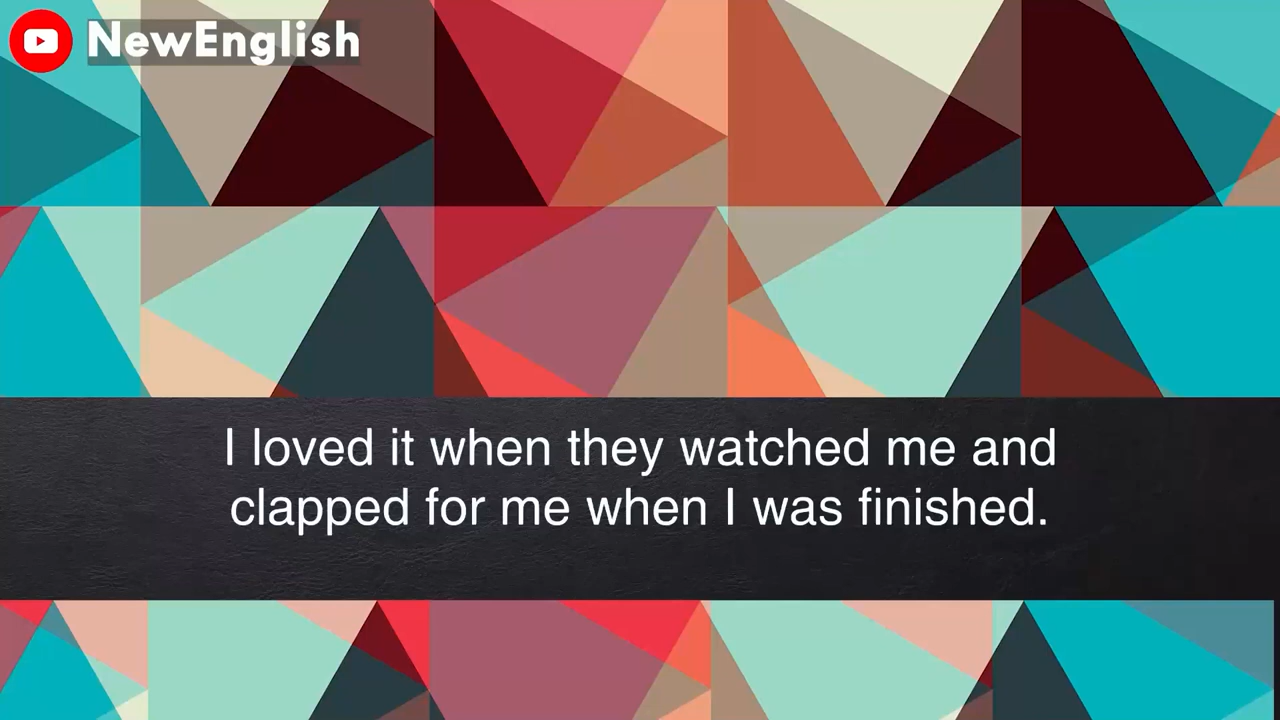 NewEnglish
I loved it when they watched me and
clapped for me when I was finished.